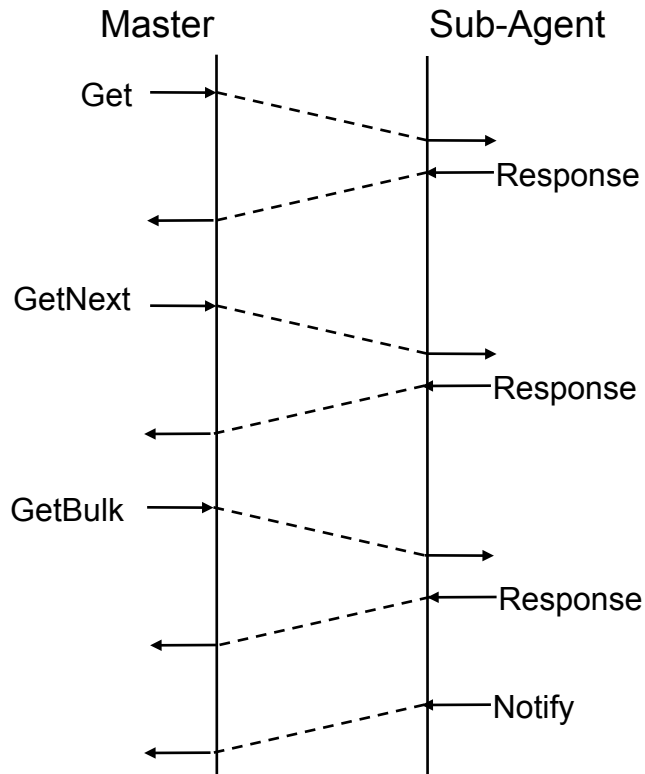 Master
Sub-Agent
Get
Response
GetNext
Response
GetBulk
Response
Notify